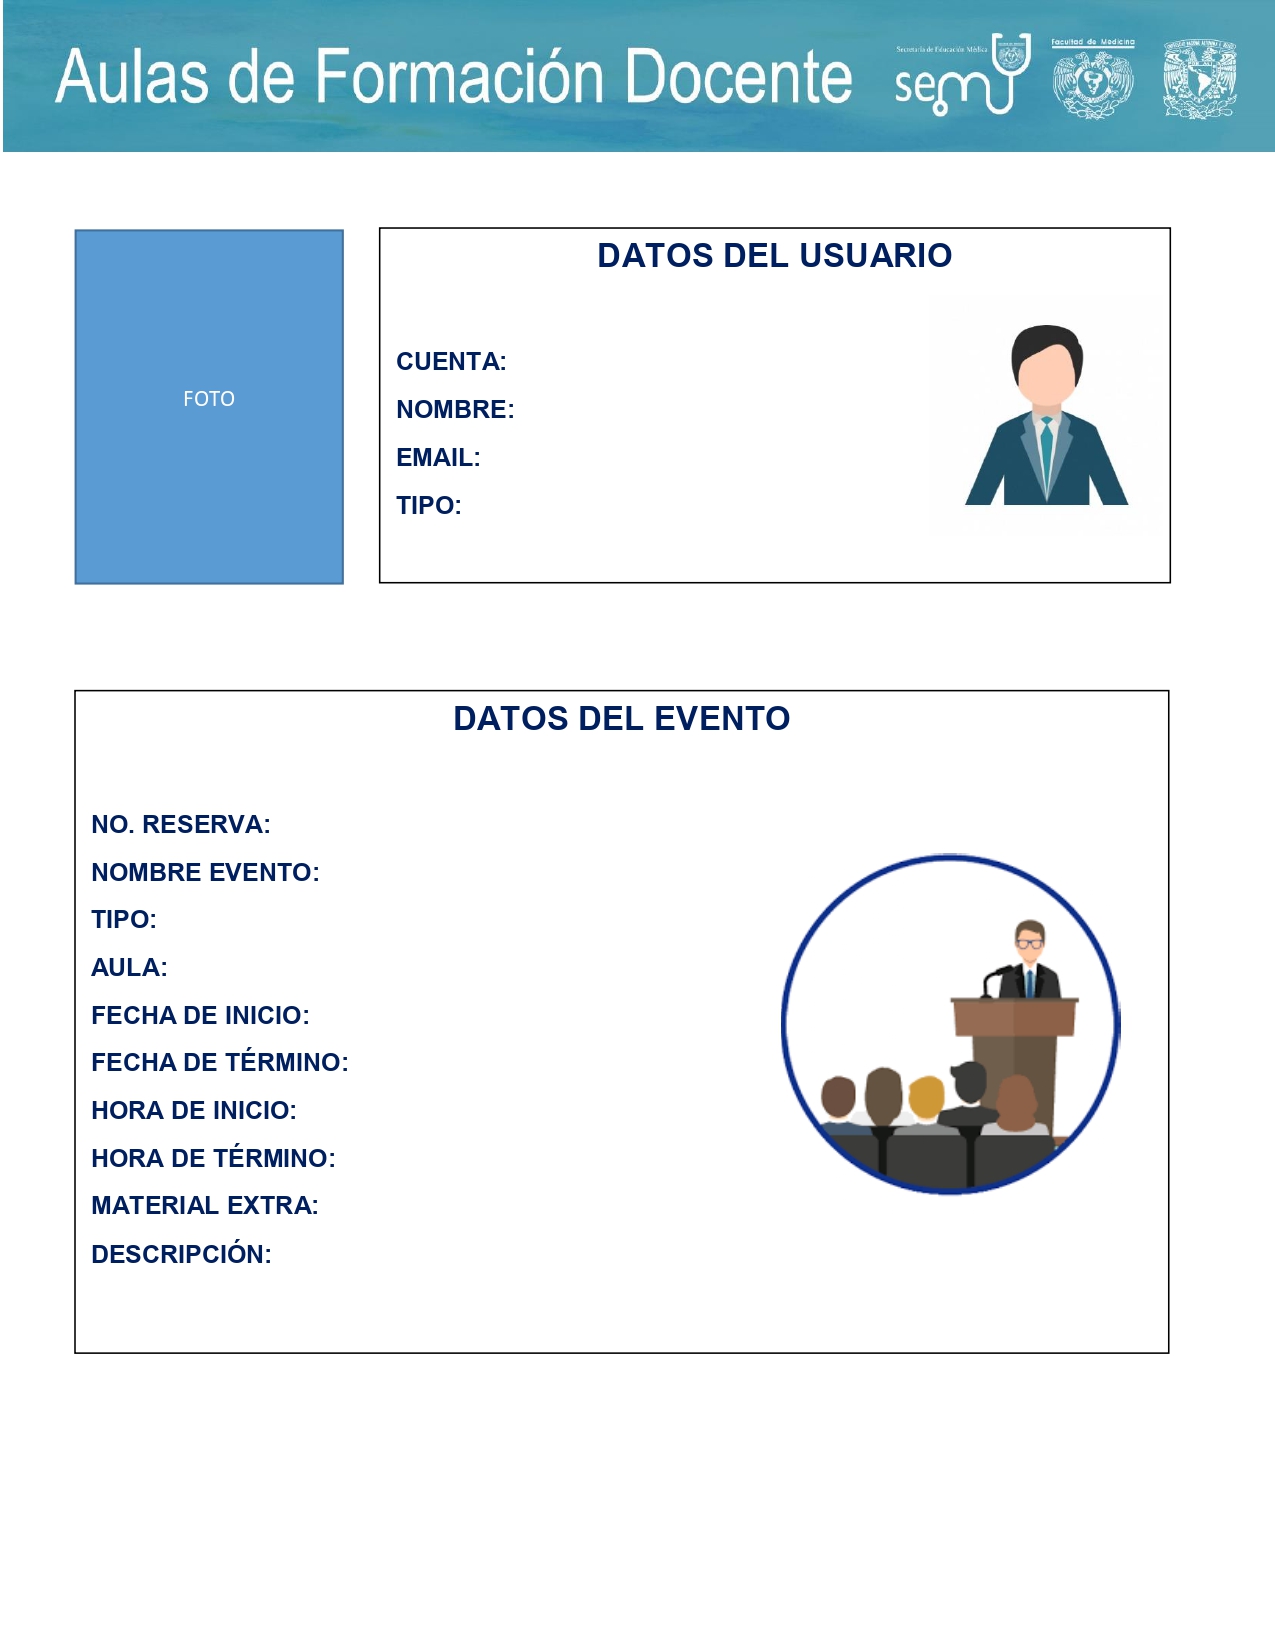 Aulas de Formación Docente
Secretaría de Educación Médica
sem
Facultad de Medicina
FOTO
DATOS DEL USUARIO
CUENTA:
NOMBRE:
EMAIL:
TIPO:
DATOS DEL EVENTO
NO. RESERVA:
NOMBRE EVENTO:
TIPO:
AULA:
FECHA DE INICIO:
FECHA DE TÉRMINO:
HORA DE INICIO:
HORA DE TÉRMINO:
MATERIAL EXTRA:
DESCRIPCIÓN: